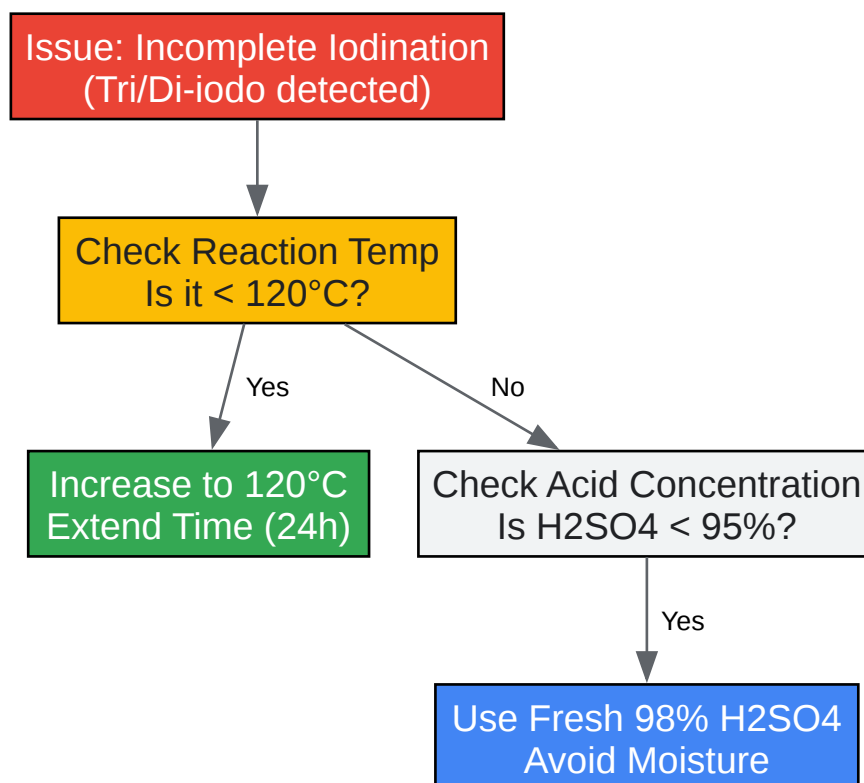 Issue: Incomplete Iodination
(Tri/Di-iodo detected)
Check Reaction Temp
Is it < 120°C?
Yes
No
Increase to 120°C
Extend Time (24h)
Check Acid Concentration
Is H2SO4 < 95%?
Yes
Use Fresh 98% H2SO4
Avoid Moisture